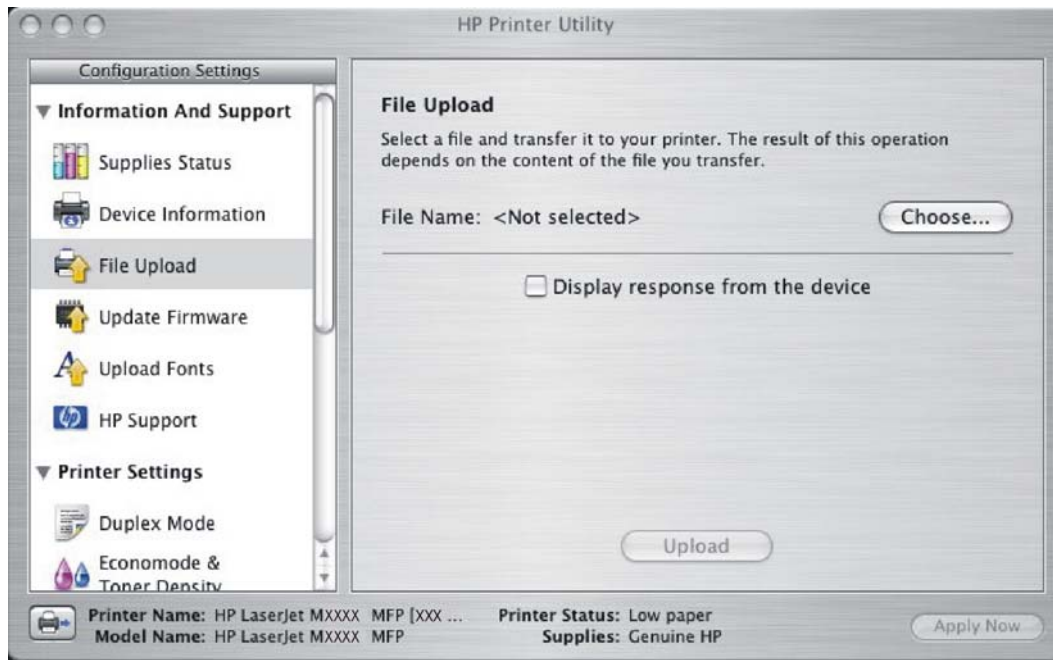 HP Printer Utility
Configuration Settings
Information And Support
Supplies Status
Device Information
File Upload
Update Firmware
Upload Fonts
hp HP Support
Printer Settings
Duplex Mode
Economode &
Toner Density
File Upload
Select a file and transfer it to your printer. The result of this operation
depends on the content of the file you transfer.
File Name: <Not selected>
Choose...
Display response from the device
Upload
Printer Name: HP LaserJet MXXXX MFP [XXX ...
Model Name: HP LaserJet MXXXX MFP
Printer Status: Low paper
Supplies: Genuine HP
Apply Now